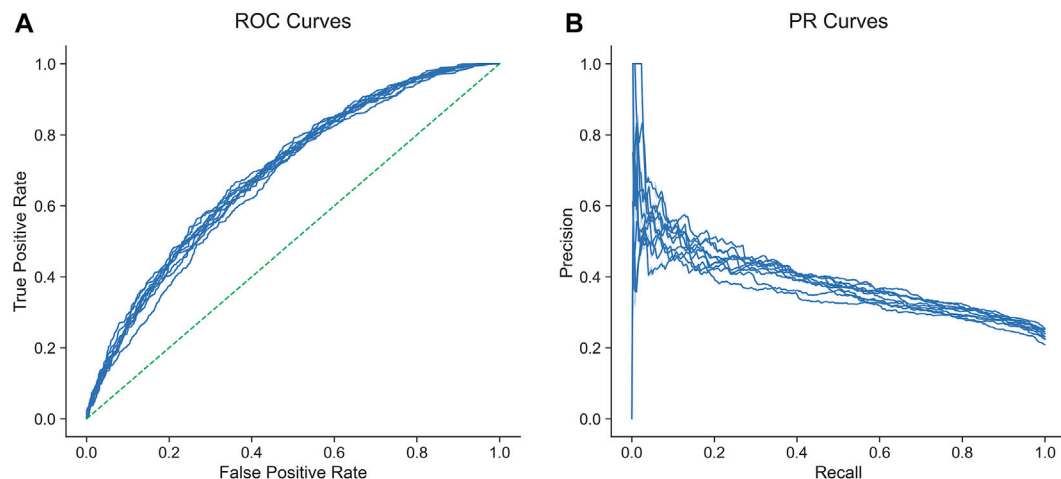 A
ROC Curves
True Positive Rate
1.0
0.8
0.6
0.4
0.2
0.0
0.0 0.2 0.4 0.6 0.8 1.0
False Positive Rate
B
PR Curves
Precision
1.0
0.8
0.6
0.4
0.2
0.0
0.0 0.2 0.4 0.6 0.8 1.0
Recall